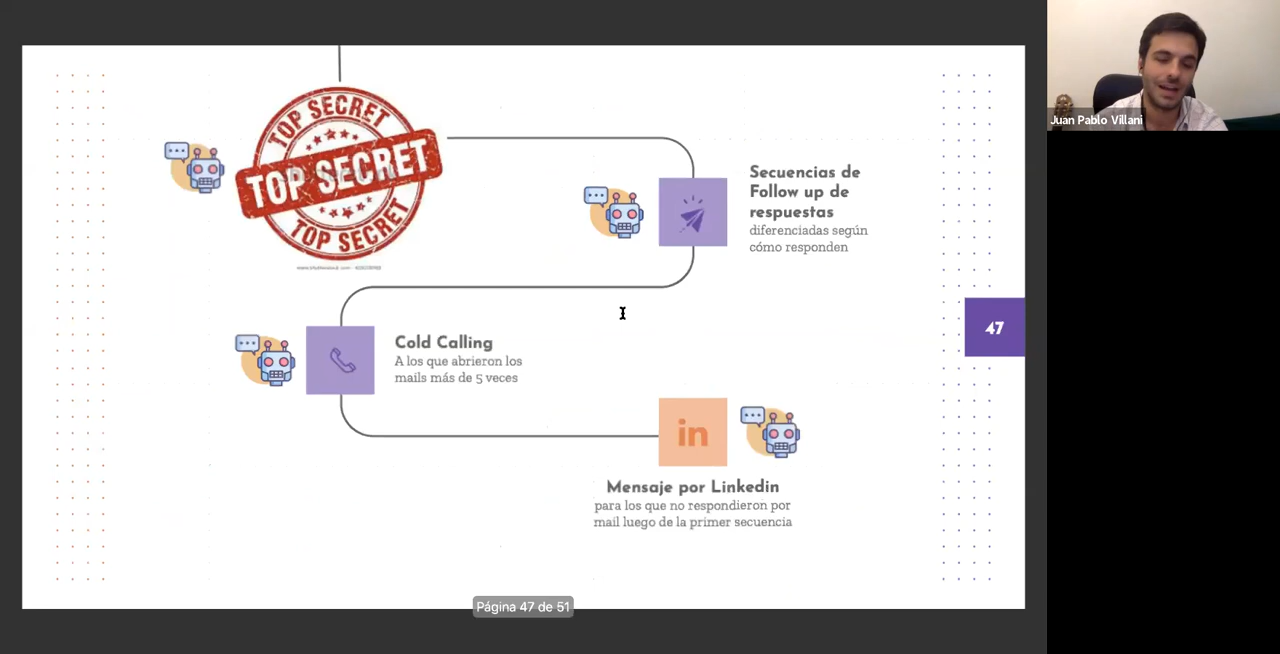 TOP SECRET
TOP SECRET
TOP SECRET
Secuencias de
Follow up de
respuestas
diferenciadas según
cómo responden
Cold Calling
A los que abrieron los
mails más de 5 veces
47
in
Mensaje por Linkedin
para los que no respondieron por
mail luego de la primer secuencia
Página 47 de 51
Juan Pablo Villani